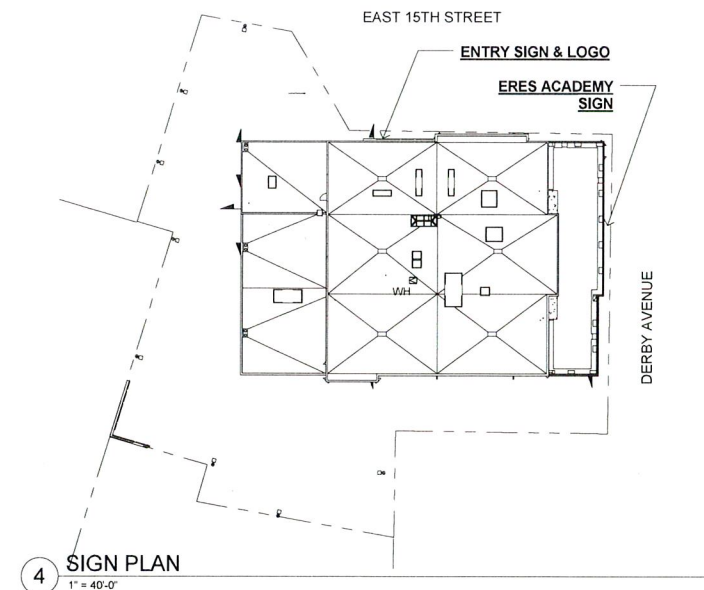 EAST 15TH STREET
ENTRY SIGN & LOGO
ERES ACADEMY
SIGN
WH
DERBY AVENUE
4 SIGN PLAN
1" = 40'-0"